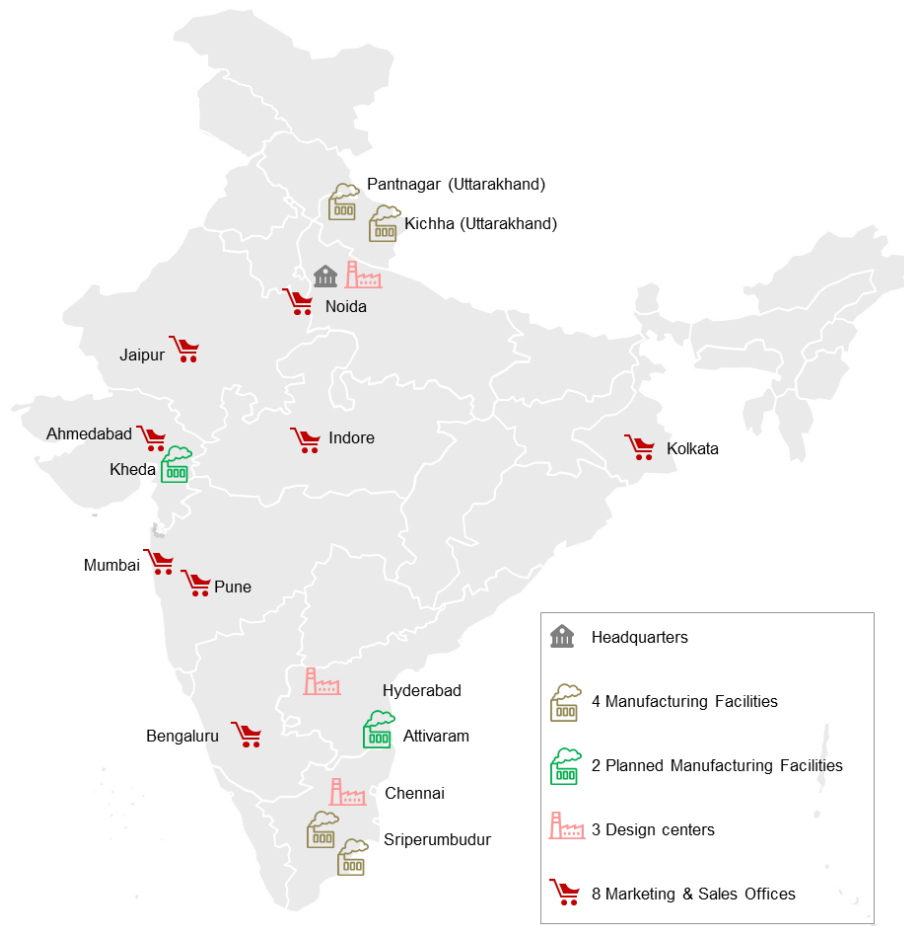 Pantnagar (Uttarakhand)
Kichha (Uttarakhand)
Noida
Jaipur
Ahmedabad
Indore
Kolkata
Kheda
Mumbai
Pune
Headquarters
Hyderabad
4 Manufacturing Facilities
Bengaluru
Attivaram
2 Planned Manufacturing Facilities
Chennai
3 Design centers
Sriperumbudur
8 Marketing & Sales Offices